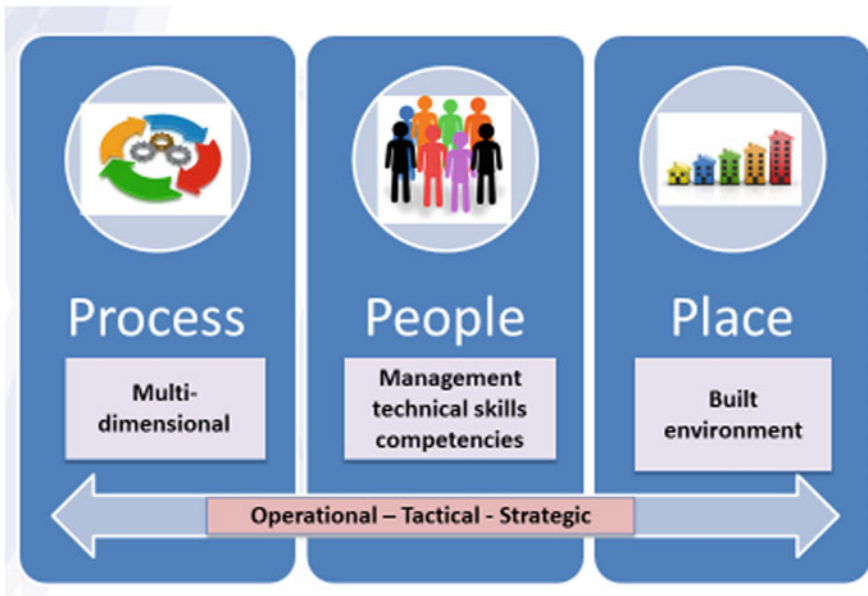 Process
Multi-
dimensional
People
Management
technical skills
competencies
Place
Built
environment
Operational – Tactical - Strategic